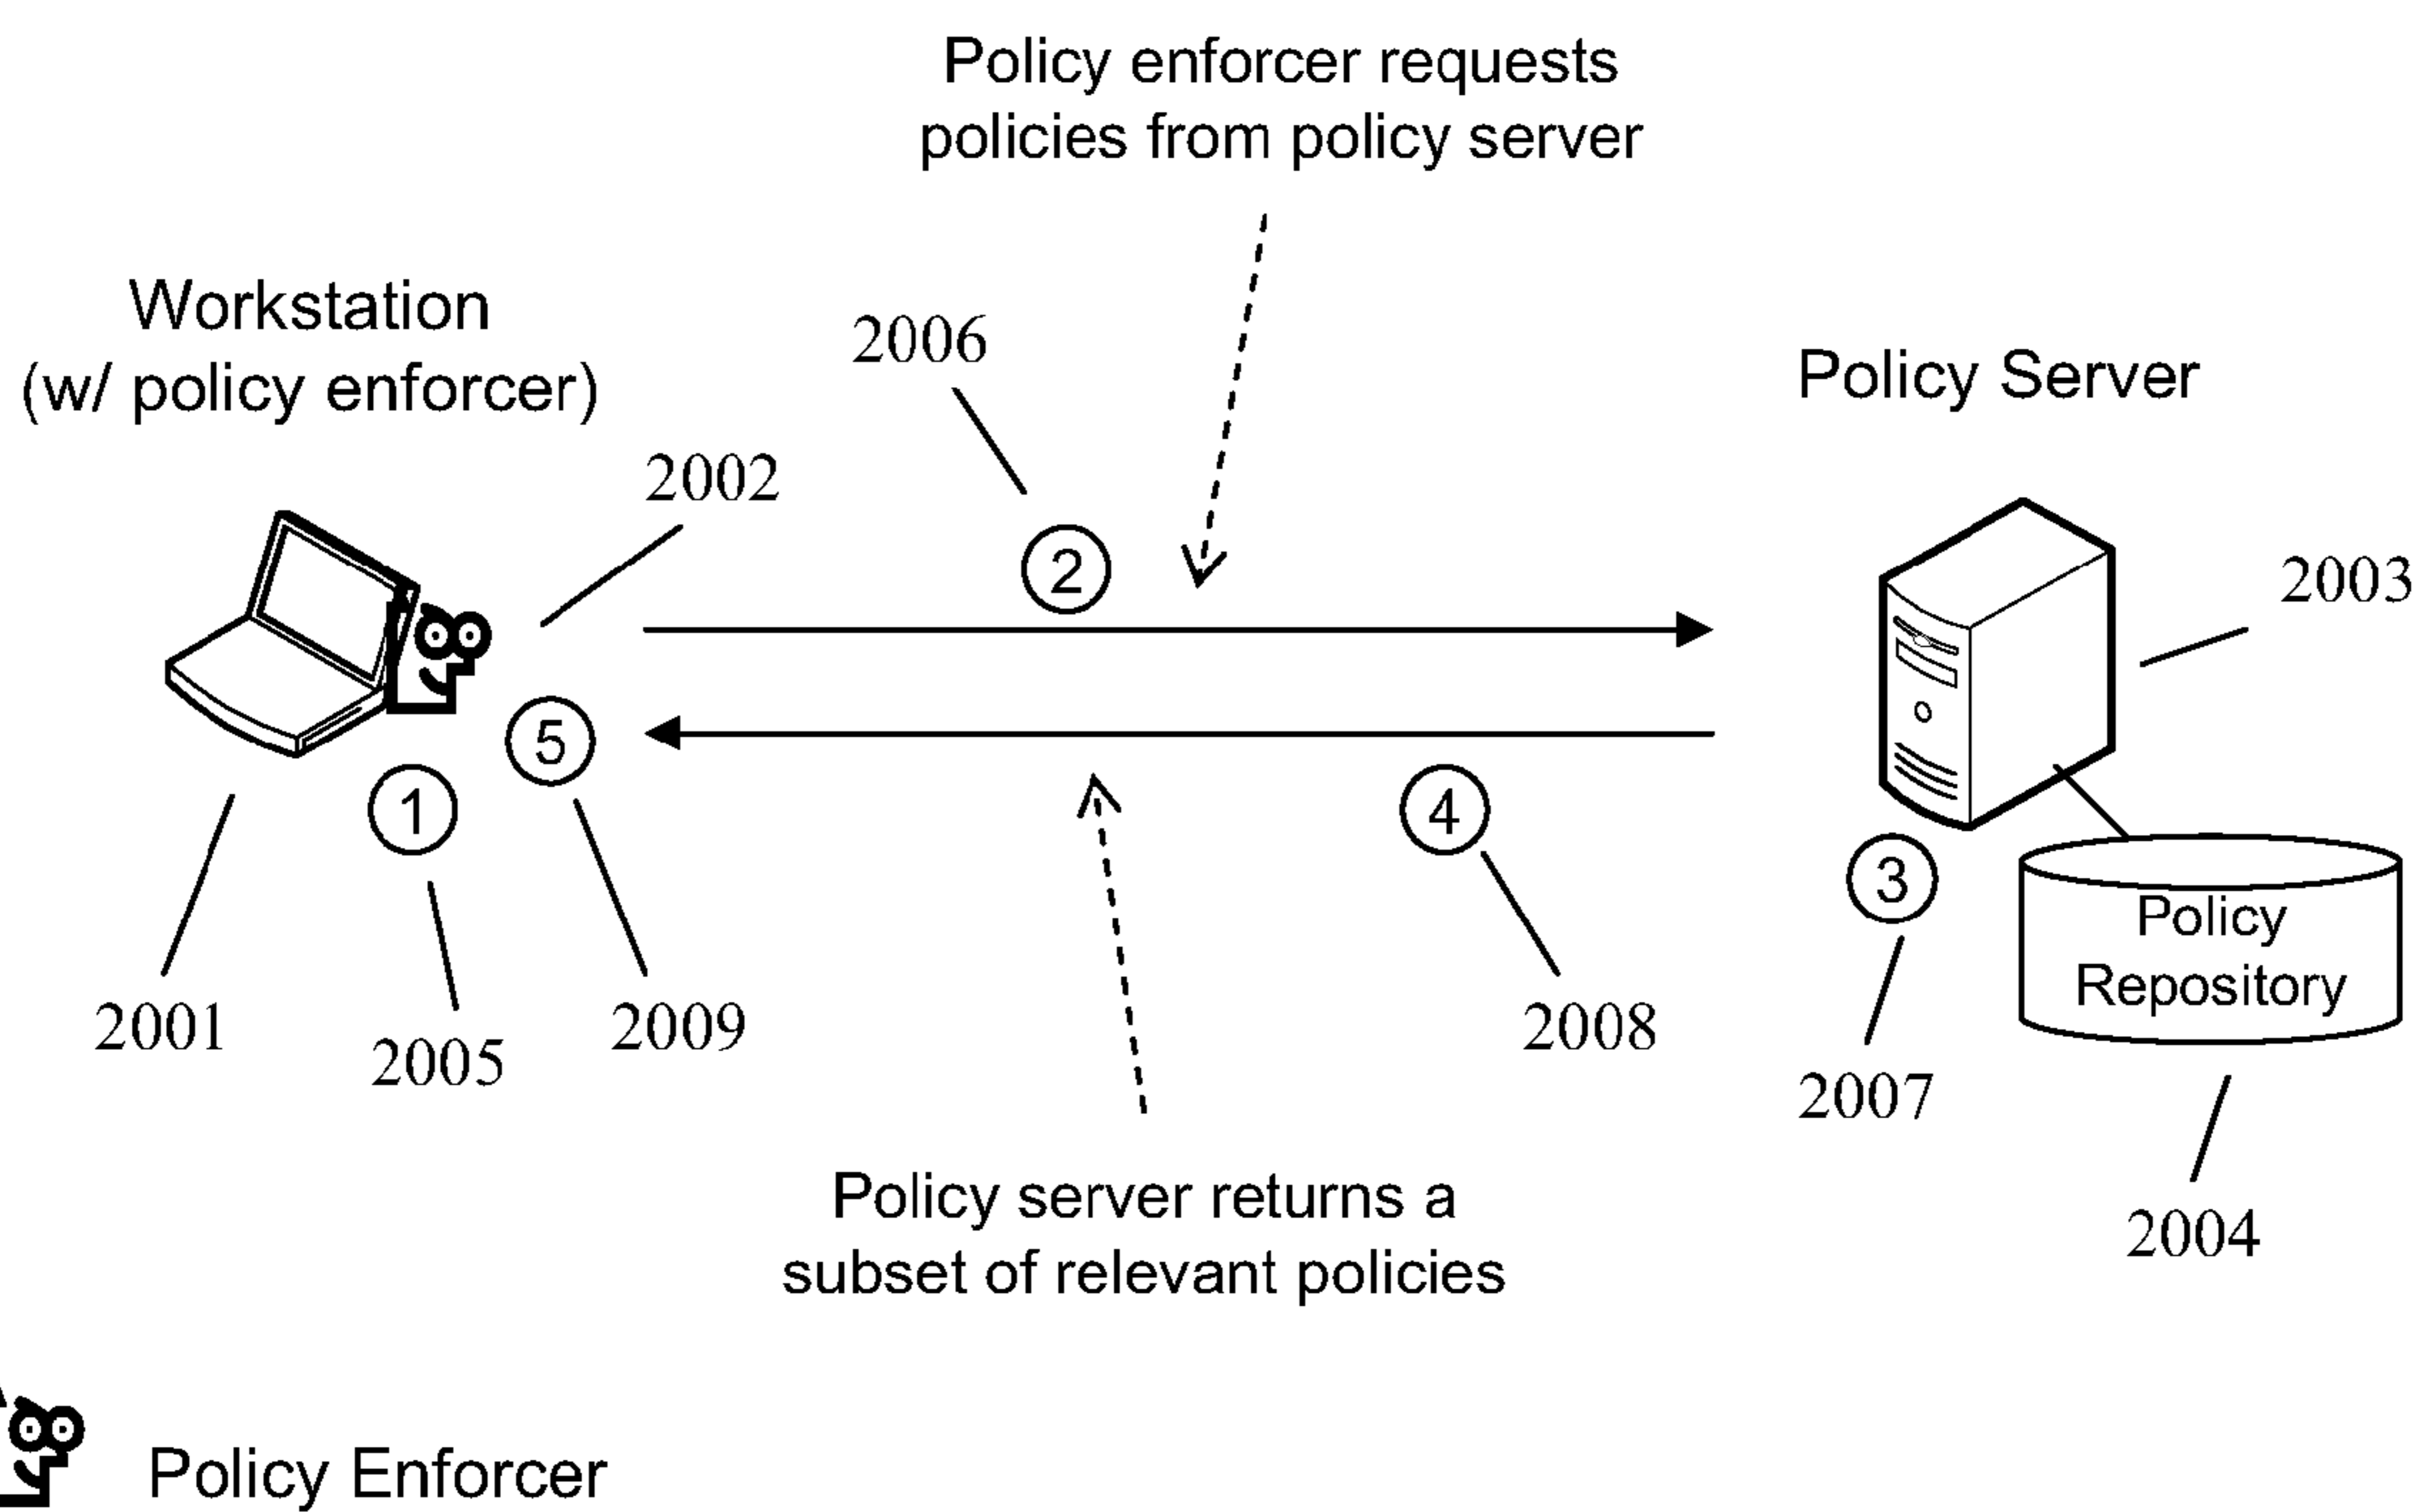 Policy enforcer requests
policies from policy server
Workstation
(w/ policy enforcer)
2006
Policy Server
2002
2003
2
5
1
4
3
Policy
Repository
2001
2005
2009
2008
2007
2004
Policy server returns a
subset of relevant policies
Policy Enforcer